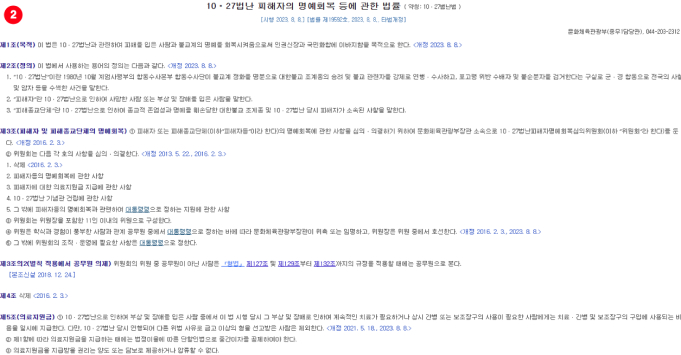 2
10ㆍ27법난 피해자의 명예회복 등에 관한 법률 ( 약칭: 10ㆍ27법난법 )
[시행 2023. 8. 8.] [법률 제19592호, 2023. 8. 8., 타법개정]
문화체육관광부(종무1담당관), 044-203-2312
제1조(목적) 이 법은 10ㆍ27법난과 관련하여 피해를 입은 사람과 불교계의 명예를 회복시켜줌으로써 인권신장과 국민화합에 이바지함을 목적으로 한다. <개정 2023. 8. 8.>
제2조(정의) 이 법에서 사용하는 용어의 정의는 다음과 같다. <개정 2023. 8. 8.>
1. "10ㆍ27법난"이란 1980년 10월 계엄사령부의 합동수사본부 합동수사단이 불교계 정화를 명분으로 대한불교 조계종의 승려 및 불교 관련자를 강제로 연행ㆍ수사하고, 포고령 위반 수배자 및 불순분자를 검거한다는 구실로 군ㆍ경 합동으로 전국의 사찰
및 암자 등을 수색한 사건을 말한다.
2. "피해자"란 10ㆍ27법난으로 인하여 사망한 사람 또는 부상 및 장해를 입은 사람을 말한다.
3. "피해종교단체"란 10ㆍ27법난으로 인하여 종교적 존엄성과 명예를 훼손당한 대한불교 조계종 및 10ㆍ27법난 당시 피해자가 소속된 사찰을 말한다.
제3조(피해자 및 피해종교단체의 명예회복) ① 피해자 또는 피해종교단체(이하"피해자등"이라 한다)의 명예회복에 관한 사항을 심의ㆍ의결하기 위하여 문화체육관광부장관 소속으로 10ㆍ27법난피해자명예회복심의위원회(이하 "위원회"라 한다)를 둔
다. <개정 2016. 2. 3.>
② 위원회는 다음 각 호의 사항을 심의ㆍ의결한다. <개정 2013. 5. 22., 2016. 2. 3.>
1. 삭제 <2016. 2. 3.>
2. 피해자등의 명예회복에 관한 사항
3. 피해자에 대한 의료지원금 지급에 관한 사항
4. 10ㆍ27법난 기념관 건립에 관한 사항
5. 그 밖에 피해자등의 명예회복과 관련하여 대통령령으로 정하는 지원에 관한 사항
③ 위원회는 위원장을 포함한 11인 이내의 위원으로 구성한다.
④ 위원은 학식과 경험이 풍부한 사람과 관계 공무원 중에서 대통령령으로 정하는 바에 따라 문화체육관광부장관이 위촉 또는 임명하고, 위원장은 위원 중에서 호선한다. <개정 2016. 2. 3., 2023. 8. 8.>
⑤ 그 밖에 위원회의 조직ㆍ운영에 필요한 사항은 대통령령으로 정한다.
제3조의2(벌칙 적용에서 공무원 의제) 위원회의 위원 중 공무원이 아닌 사람은 「형법」 제127조 및 제129조부터 제132조까지의 규정을 적용할 때에는 공무원으로 본다.
[본조신설 2018. 12. 24.]
제4조 삭제 <2016. 2. 3.>
제5조(의료지원금) ① 10ㆍ27법난으로 인하여 부상 및 장해를 입은 사람 중에서 이 법 시행 당시 그 부상 및 장해로 인하여 계속적인 치료가 필요하거나 상시 간병 또는 보조장구의 사용이 필요한 사람에게는 치료ㆍ간병 및 보조장구의 구입에 사용되는 비
용을 일시에 지급한다. 다만, 10ㆍ27법난 당시 진행되어 다른 위법 사유로 금고 이상의 형을 선고받은 사람은 제외한다. <개정 2021. 5. 18., 2023. 8. 8.>
② 제1항에 따라 의료지원금을 지급하는 때에는 법정이율에 따른 단할인법으로 중간이자를 공제하여야 한다.
③ 의료지원금을 지급받을 권리는 양도 또는 담보로 제공하거나 압류할 수 없다.